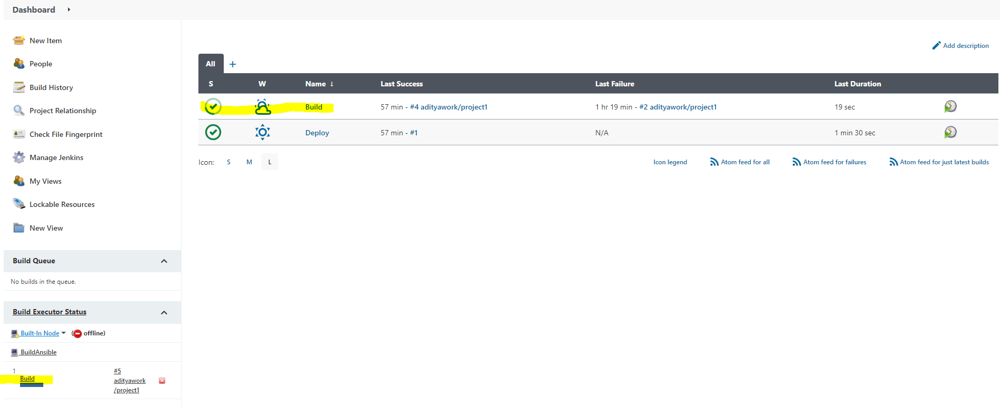 Dashboard
New Item
People
Build History
Project Relationship
Check File Fingerprint
Manage Jenkins
My Views
Lockable Resources
New View
Build Queue
No builds in the queue.
Build Executor Status
Built-In Node (offline)
BuildAnsible
1
Build
#5
adityawork
/project1
Add description
All +
S W Name ↓ Last Success Last Failure Last Duration
Build 57 min - #4 adityawork/project1 1 hr 19 min - #2 adityawork/project1 19 sec
Deploy 57 min - #1 N/A 1 min 30 sec
Icon: S M L
Icon legend Atom feed for all Atom feed for failures Atom feed for just latest builds